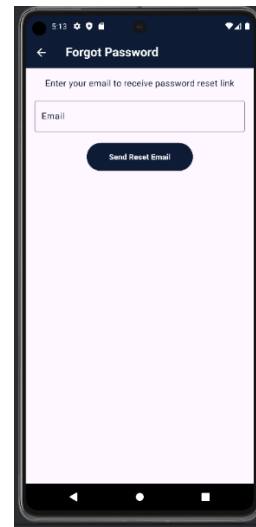 5:13
Forgot Password
Enter your email to receive password reset link
Email
Send Reset Email